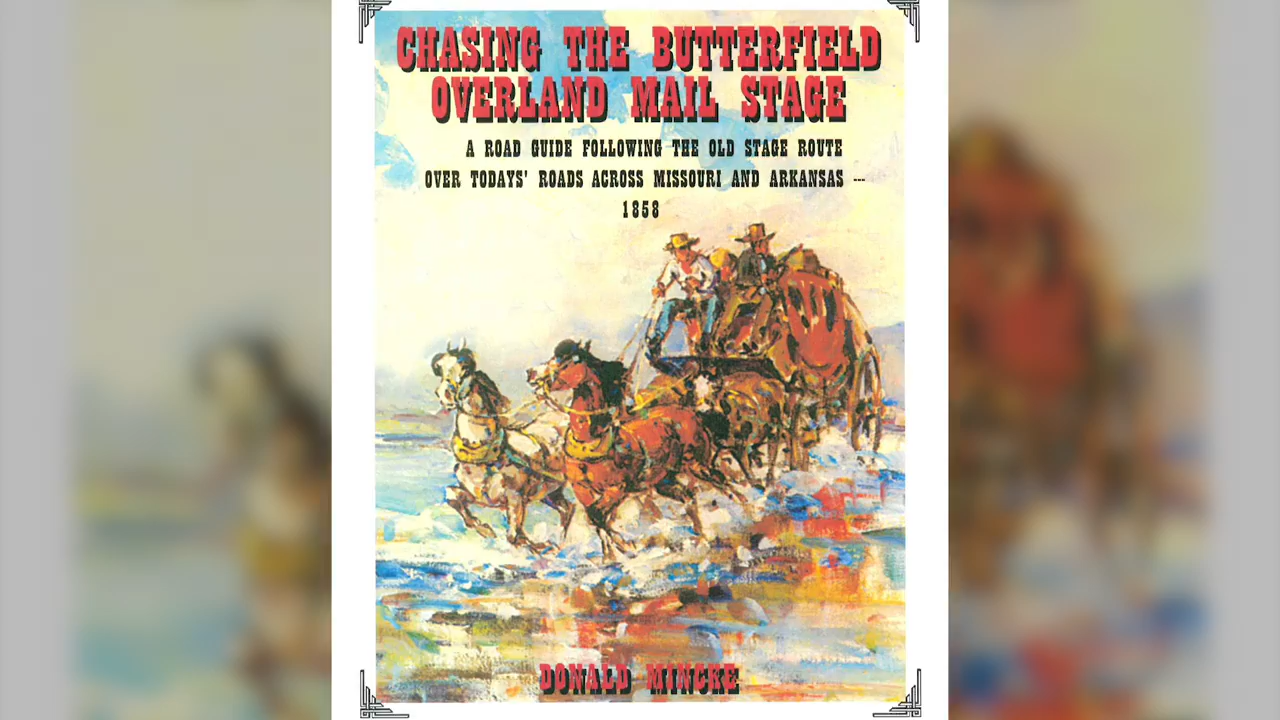 CHASING THE BUTTERFIELD
OVERLAND MAIL STAGE
A ROAD GUIDE FOLLOWING THE OLD STAGE ROUTE
OVER TODAYS' ROADS ACROSS MISSOURI AND ARKANSAS ---
1858
DONALD MINCKE